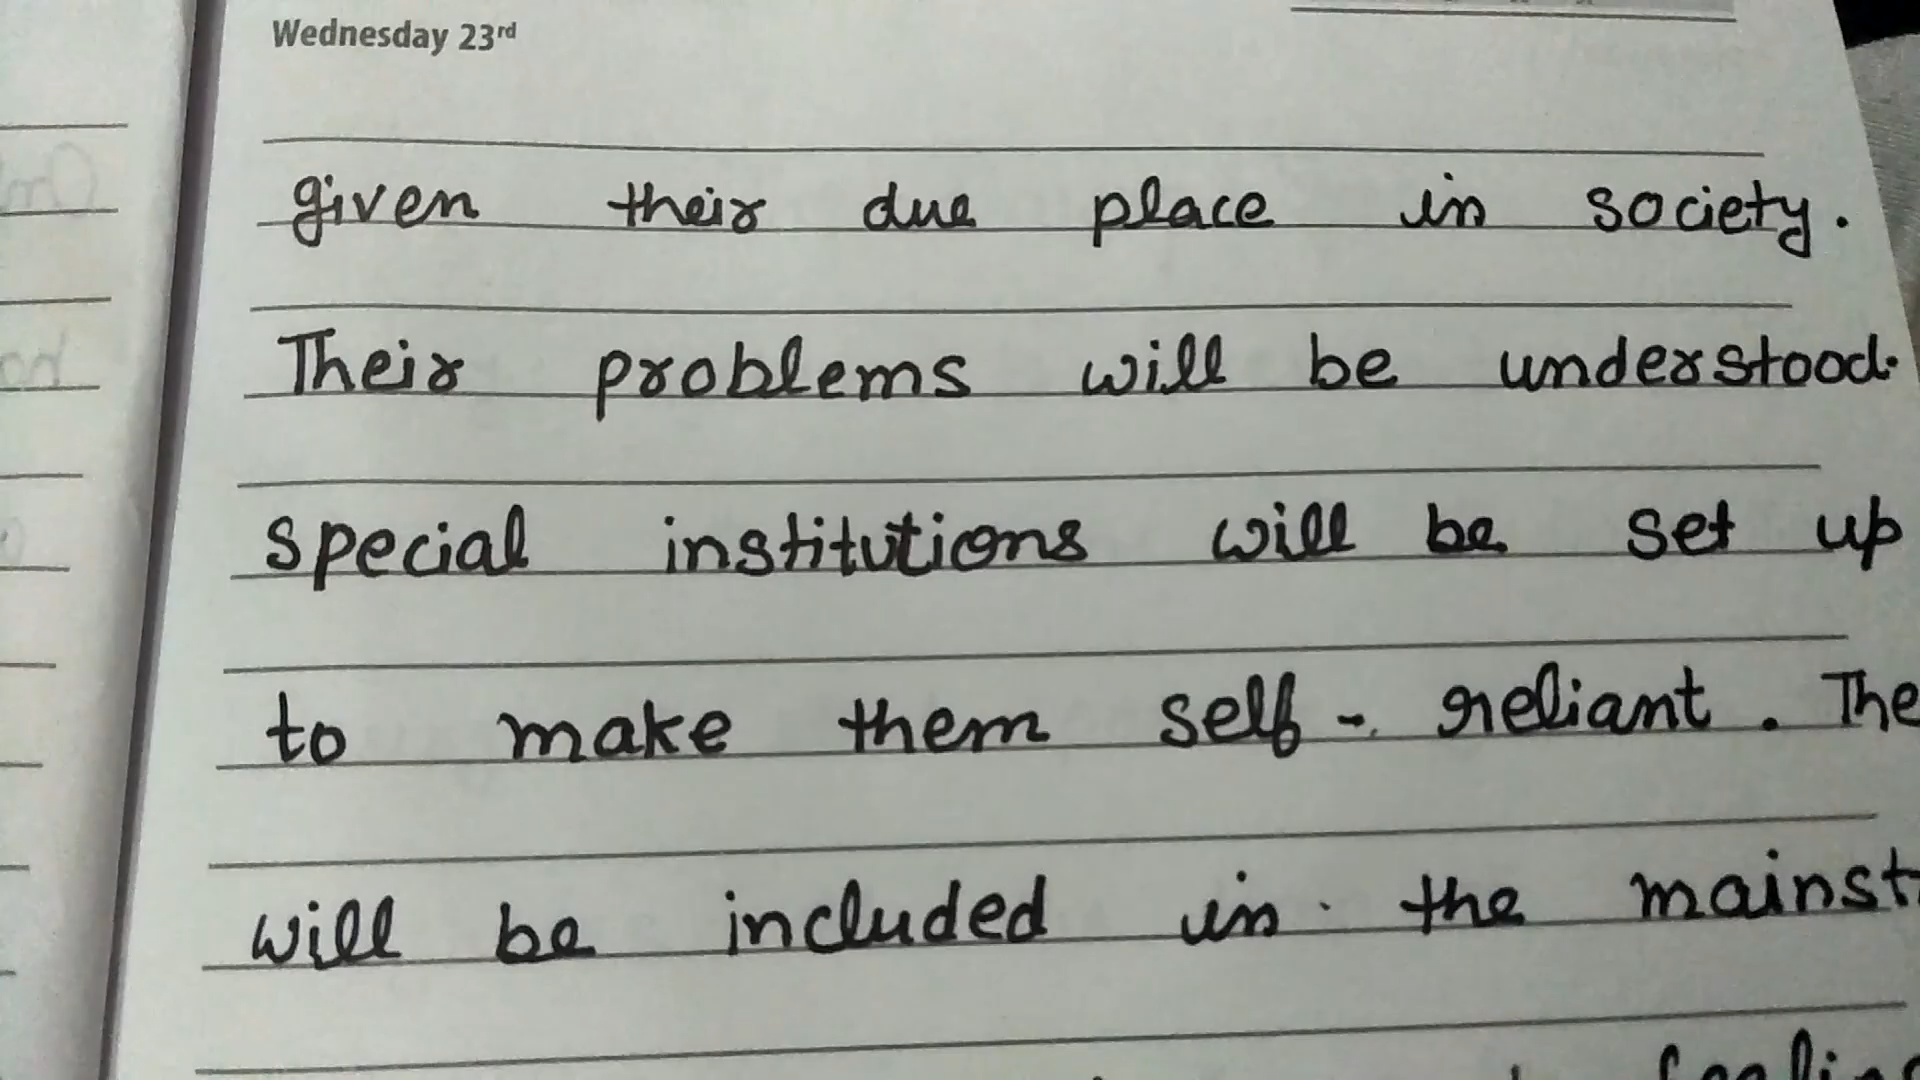 Wednesday 23rd
given their due place in society.
Their problems will be understood.
special institutions will be set up
to make them self - reliant. The
will be included in the mainst